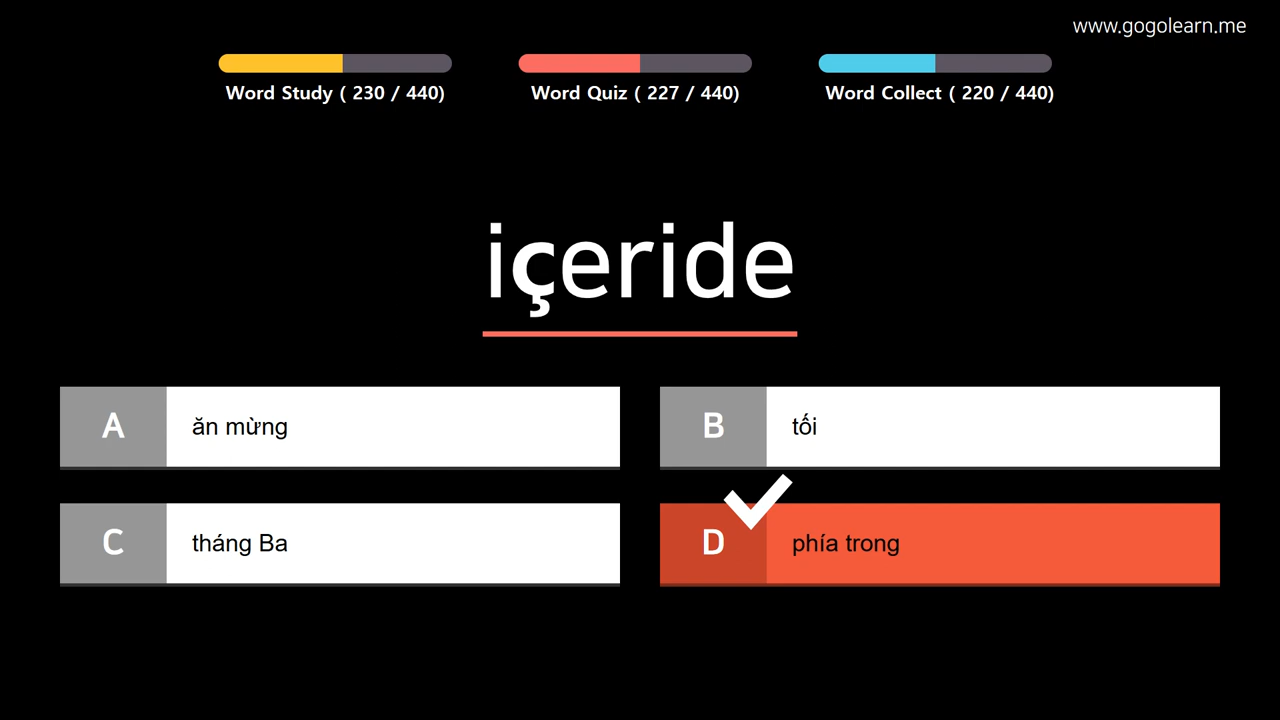 www.gogolearn.me
Word Study ( 230 / 440)
Word Quiz ( 227 / 440)
Word Collect ( 220 / 440)
içeride
A
ăn mừng
B
tối
C
tháng Ba
D
phía trong